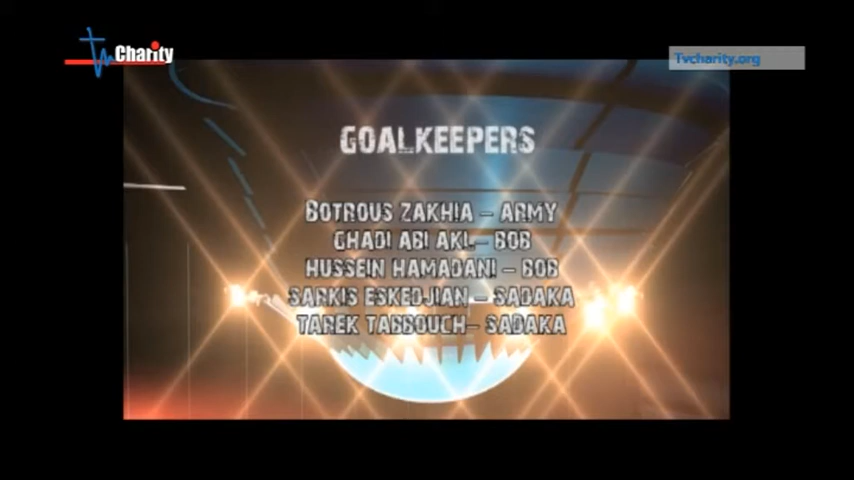 Charity
Tvcharity.org
GOALKEEPERS
BOTROUS ZAKHIA – ARMY
GHADI ABI AKL– BOB
HUSSEIN HAMADANI – BOB
SARKIS ESKEDJIAN – SADAKA
TAREK TABBOUCH– SADAKA